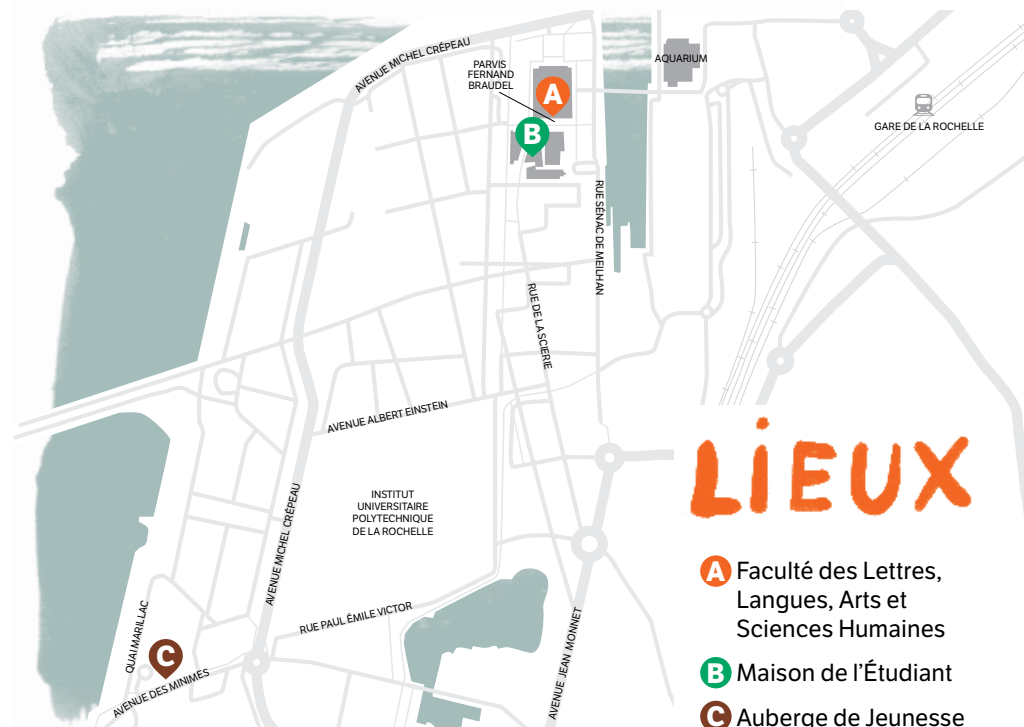 AVENUE MICHEL CRÉPEAU
PARVIS
FERNAND
BRAUDEL
A
B
AQUARIUM
GARE DE LA ROCHELLE
RUE SÉNAC DE MEILHAN
RUE DE LA SCIERIE
AVENUE ALBERT EINSTEIN
INSTITUT
UNIVERSITAIRE
POLYTECHNIQUE
DE LA ROCHELLE
AVENUE MICHEL CRÉPEAU
RUE PAUL ÉMILE VICTOR
QUAI MARILLAC
C
AVENUE DES MINIMES
AVENUE JEAN MONNET
LiEUX
A Faculté des Lettres,
Langues, Arts et
Sciences Humaines
B Maison de l'Étudiant
C Auberge de Jeunesse